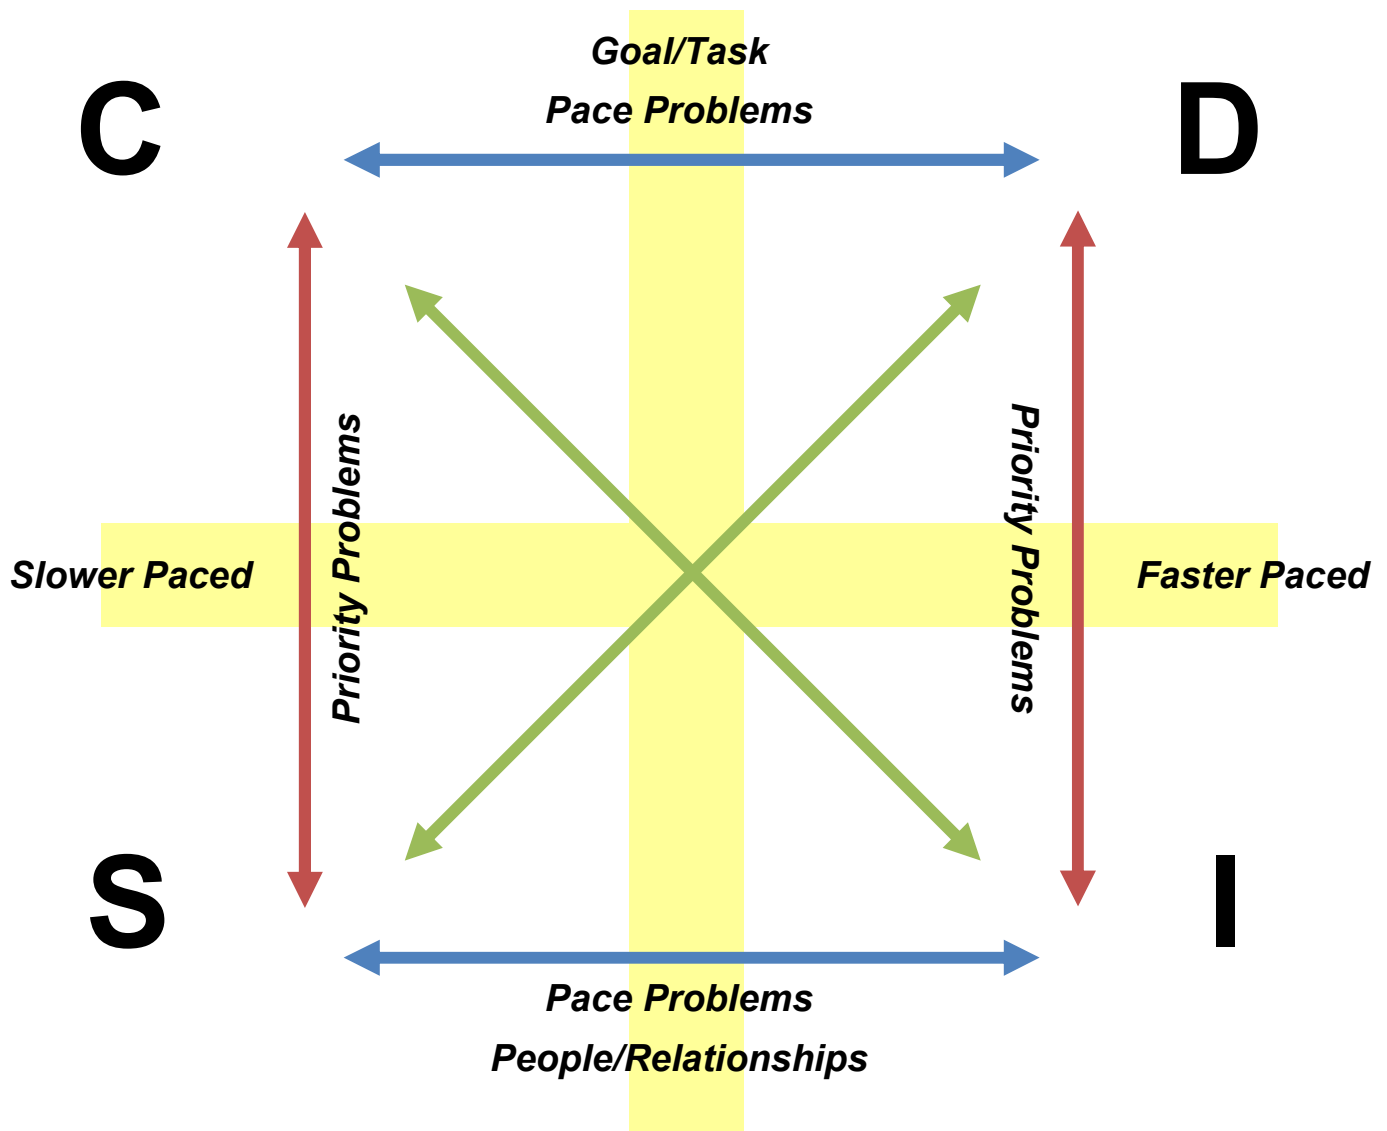 Goal/Task
C
D
Pace Problems
Priority Problems
Priority Problems
Slower Paced
Faster Paced
S
I
Pace Problems
People/Relationships